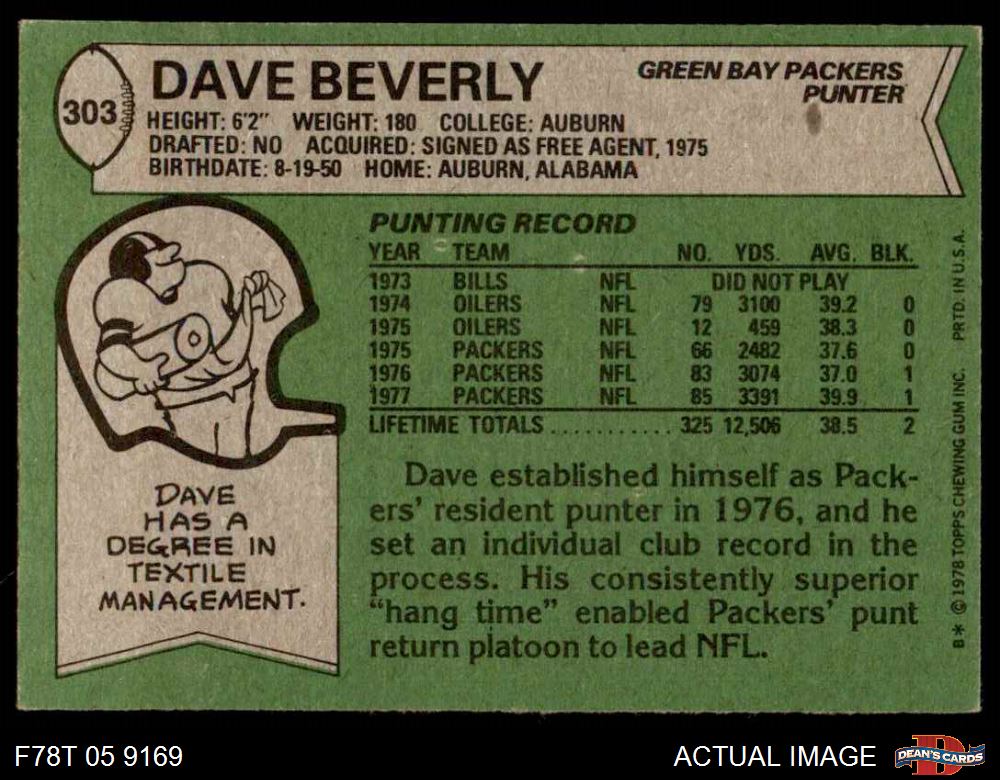 303
DAVE BEVERLY
GREEN BAY PACKERS
PUNTER
HEIGHT: 6'2" WEIGHT: 180 COLLEGE: AUBURN
DRAFTED: NO ACQUIRED: SIGNED AS FREE AGENT, 1975
BIRTHDATE: 8-19-50 HOME: AUBURN, ALABAMA
PUNTING RECORD
YEAR TEAM NO. YDS. AVG. BLK.
1973 BILLS NFL DID NOT PLAY
1974 OILERS NFL 79 3100 39.2 0
1975 OILERS NFL 12 459 38.3 0
1975 PACKERS NFL 66 2482 37.6 0
1976 PACKERS NFL 83 3074 37.0 1
1977 PACKERS NFL 85 3391 39.9 1
LIFETIME TOTALS ........... 325 12,506 38.5 2
DAVE
HAS A
DEGREE IN
TEXTILE
MANAGEMENT.
Dave established himself as Pack-
ers' resident punter in 1976, and he
set an individual club record in the
process. His consistently superior
"hang time" enabled Packers' punt
return platoon to lead NFL.
B* © 1978 TOPPS CHEWING GUM INC. PRTD. IN U.S.A.
F78T 05 9169
ACTUAL IMAGE
D
DEAN'S CARDS